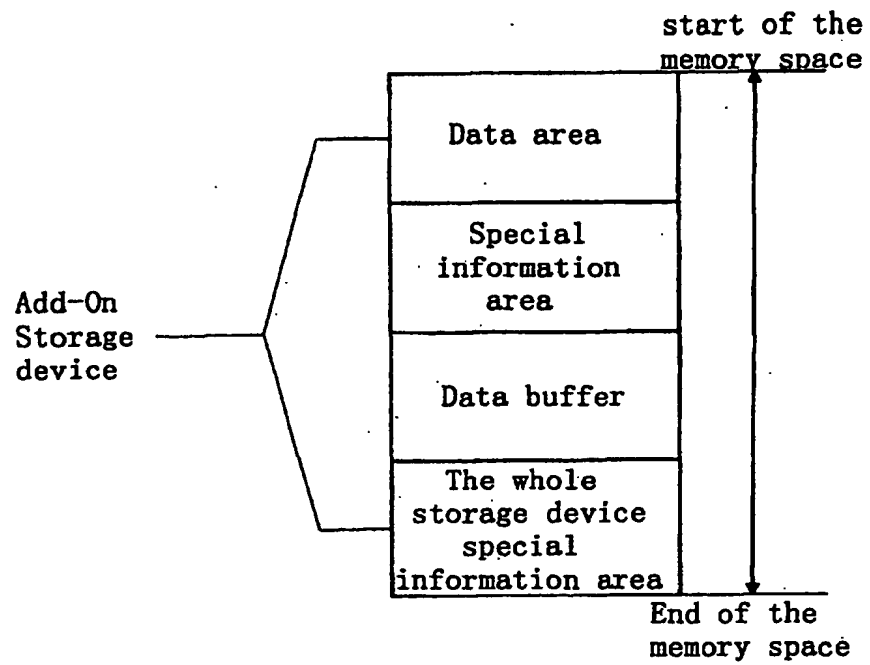 start of the
memory space
Data area
Special
information
area
Add-On
Storage
device
Data buffer
The whole
storage device
special
information area
End of the
memory space